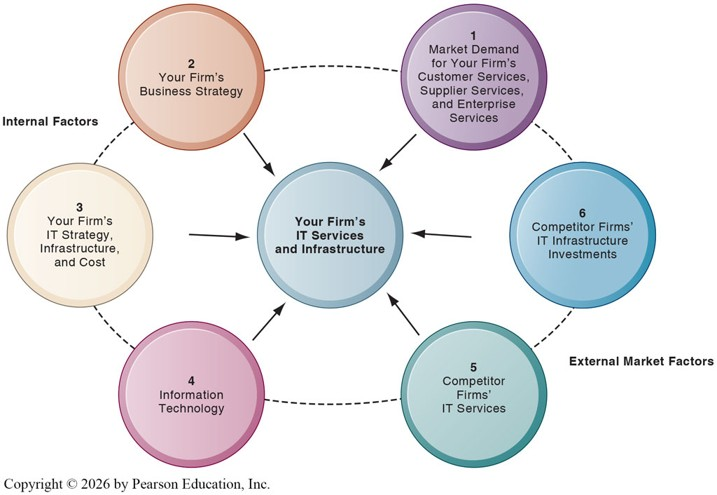 1
Market Demand
for Your Firm's
Customer Services,
Supplier Services,
and Enterprise
Services
2
Your Firm's
Business Strategy
Internal Factors
3
Your Firm's
IT Strategy,
Infrastructure,
and Cost
Your Firm's
IT Services
and Infrastructure
6
Competitor Firms'
IT Infrastructure
Investments
4
Information
Technology
5
Competitor
Firms'
IT Services
External Market Factors
Copyright © 2026 by Pearson Education, Inc.